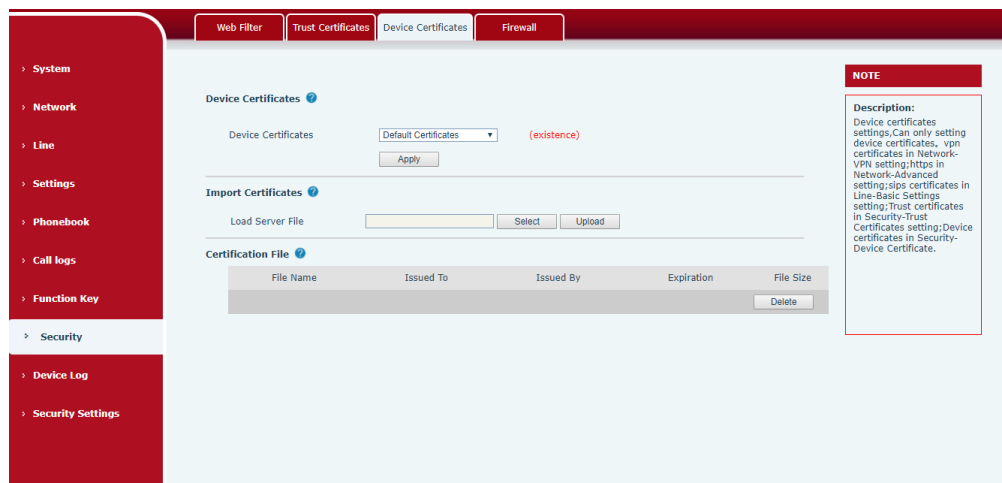 Web Filter
Trust Certificates
Device Certificates
Firewall
› System
› Network
› Line
› Settings
› Phonebook
› Call logs
› Function Key
› Security
› Device Log
› Security Settings
Device Certificates ?
Device Certificates Default Certificates ▼ (existence)
Apply
Import Certificates ?
Load Server File Select Upload
Certification File ?
File Name Issued To Issued By Expiration File Size
Delete
NOTE
Description:
Device certificates
settings,Can only setting
device certificates, vpn
certificates in Network-
VPN setting;https in
Network-Advanced
setting;sips certificates in
Line-Basic Settings
setting;Trust certificates
in Security-Trust
Certificates setting;Device
certificates in Security-
Device Certificate.